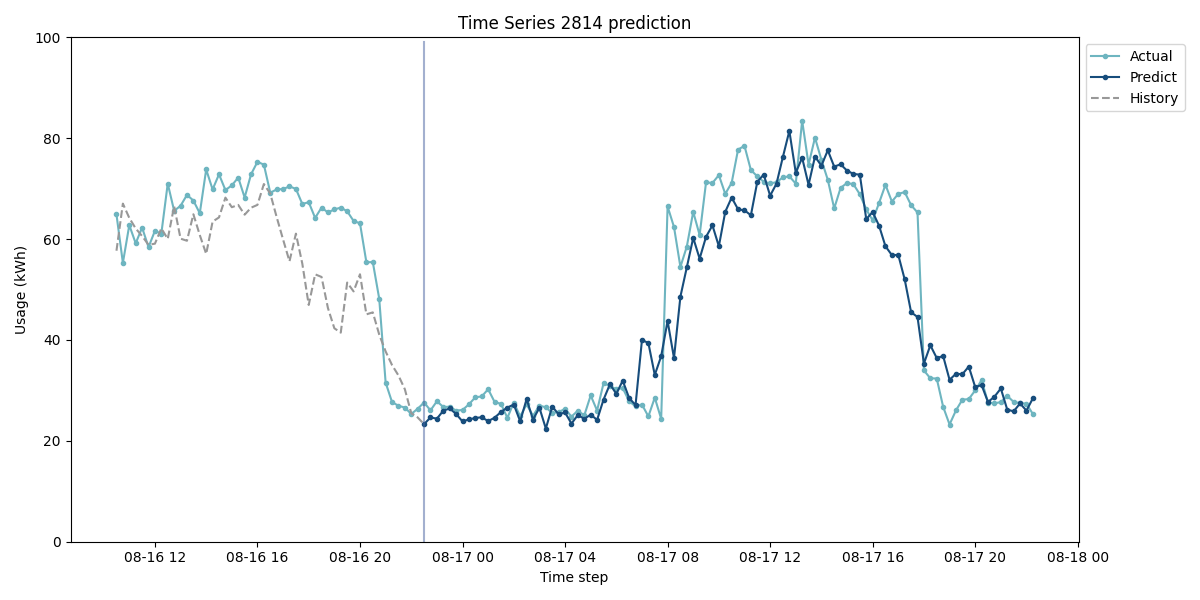 Time Series 2814 prediction
100
80
60
40
20
0
Usage (kWh)
08-16 12
08-16 16
08-16 20
08-17 00
08-17 04
08-17 08
08-17 12
08-17 16
08-17 20
08-18 00
Time step
Actual
Predict
History